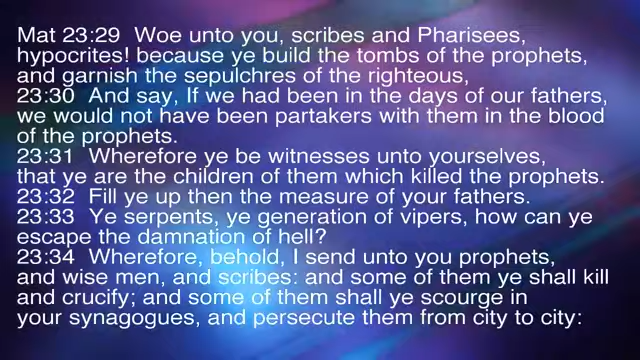 Mat 23:29  Woe unto you, scribes and Pharisees,
hypocrites! because ye build the tombs of the prophets,
and garnish the sepulchres of the righteous,
23:30  And say, If we had been in the days of our fathers,
we would not have been partakers with them in the blood
of the prophets.
23:31  Wherefore ye be witnesses unto yourselves,
that ye are the children of them which killed the prophets.
23:32  Fill ye up then the measure of your fathers.
23:33  Ye serpents, ye generation of vipers, how can ye
escape the damnation of hell?
23:34  Wherefore, behold, I send unto you prophets,
and wise men, and scribes: and some of them ye shall kill
and crucify; and some of them shall ye scourge in
your synagogues, and persecute them from city to city: